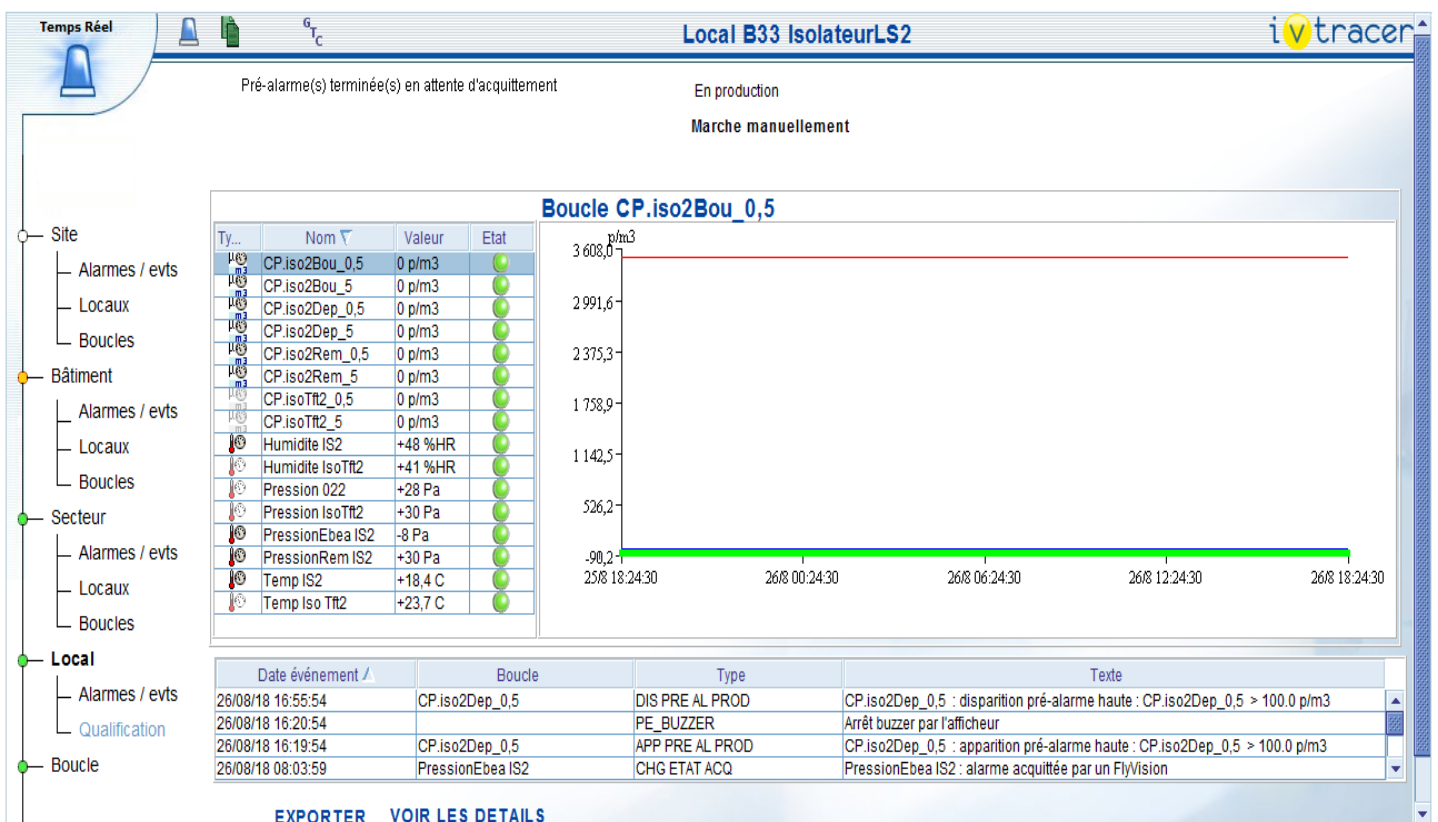 Temps Réel
G
T
C
Local B33 IsolateurLS2
ivtracer
Pré-alarme(s) terminée(s) en attente d'acquittement
En production
Marche manuellement
Site
Alarmes / evts
Locaux
Boucles
Bâtiment
Alarmes / evts
Locaux
Boucles
Secteur
Alarmes / evts
Locaux
Boucles
Local
Alarmes / evts
Qualification
Boucle
Boucle CP.iso2Bou_0,5
Ty... Nom Valeur Etat
CP.iso2Bou_0,5 0 p/m3
CP.iso2Bou_5 0 p/m3
CP.iso2Dep_0,5 0 p/m3
CP.iso2Dep_5 0 p/m3
CP.iso2Rem_0,5 0 p/m3
CP.iso2Rem_5 0 p/m3
CP.isoTft2_0,5 0 p/m3
CP.isoTft2_5 0 p/m3
Humidite IS2 +48 %HR
Humidite IsoTft2 +41 %HR
Pression 022 +28 Pa
Pression IsoTft2 +30 Pa
PressionEbea IS2 -8 Pa
PressionRem IS2 +30 Pa
Temp IS2 +18,4 C
Temp Iso Tft2 +23,7 C
p/m3
3 608,0
2 991,6
2 375,3
1 758,9
1 142,5
526,2
-90,2
25/8 18:24:30 26/8 00:24:30 26/8 06:24:30 26/8 12:24:30 26/8 18:24:30
Date événement Boucle Type Texte
26/08/18 16:55:54 CP.iso2Dep_0,5 DIS PRE AL PROD CP.iso2Dep_0,5 : disparition pré-alarme haute : CP.iso2Dep_0,5 > 100.0 p/m3
26/08/18 16:20:54 PE_BUZZER Arrêt buzzer par l'afficheur
26/08/18 16:19:54 CP.iso2Dep_0,5 APP PRE AL PROD CP.iso2Dep_0,5 : apparition pré-alarme haute : CP.iso2Dep_0,5 > 100.0 p/m3
26/08/18 08:03:59 PressionEbea IS2 CHG ETAT ACQ PressionEbea IS2 : alarme acquittée par un FlyVision
EXPORTER VOIR LES DETAILS